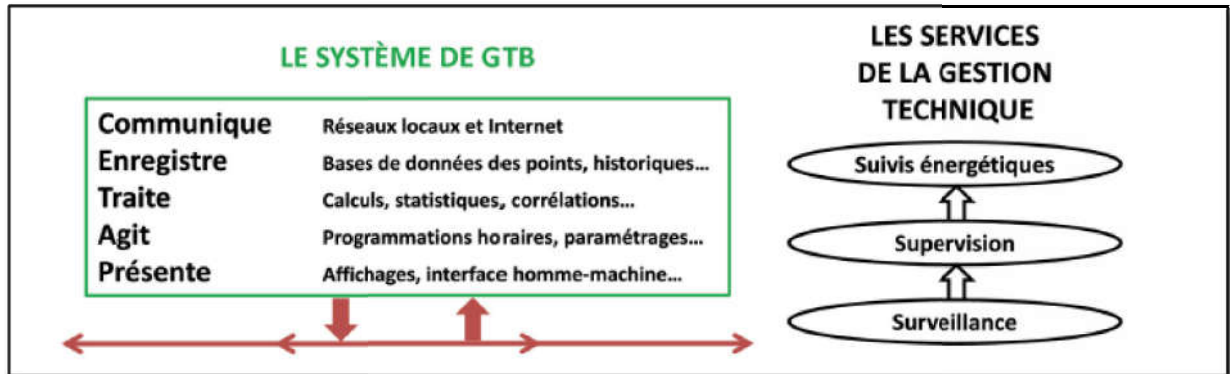 LE SYSTÈME DE GTB
Communique Réseaux locaux et Internet
Enregistre Bases de données des points, historiques...
Traite Calculs, statistiques, corrélations...
Agit Programmations horaires, paramétrages...
Présente Affichages, interface homme-machine...
LES SERVICES
DE LA GESTION
TECHNIQUE
Suivis énergétiques
Supervision
Surveillance